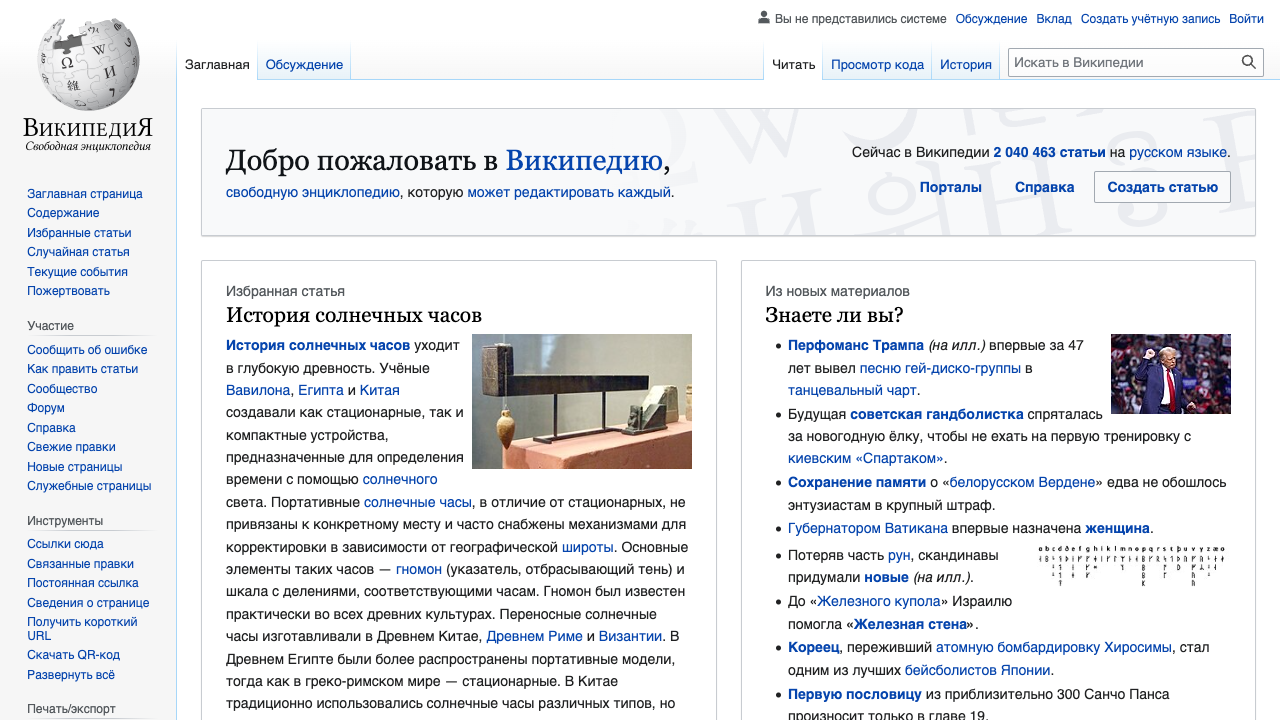 Вы не представились системе Обсуждение Вклад Создать учётную запись Войти
Заглавная Обсуждение Читать Просмотр кода История Искать в Википедии
ВикипедиЯ
Свободная энциклопедия
Заглавная страница
Содержание
Избранные статьи
Случайная статья
Текущие события
Пожертвовать
Участие
Сообщить об ошибке
Как править статьи
Сообщество
Форум
Справка
Свежие правки
Новые страницы
Служебные страницы
Инструменты
Ссылки сюда
Связанные правки
Постоянная ссылка
Сведения о странице
Получить короткий
URL
Скачать QR-код
Развернуть всё
Печать/экспорт
Добро пожаловать в Википедию,
свободную энциклопедию, которую может редактировать каждый.
Сейчас в Википедии 2 040 463 статьи на русском языке.
Порталы Справка Создать статью
Избранная статья
История солнечных часов
История солнечных часов уходит
в глубокую древность. Учёные
Вавилона, Египта и Китая
создавали как стационарные, так и
компактные устройства,
предназначенные для определения
времени с помощью солнечного
света. Портативные солнечные часы, в отличие от стационарных, не
привязаны к конкретному месту и часто снабжены механизмами для
корректировки в зависимости от географической широты. Основные
элементы таких часов — гномон (указатель, отбрасывающий тень) и
шкала с делениями, соответствующими часам. Гномон был известен
практически во всех древних культурах. Переносные солнечные
часы изготавливали в Древнем Китае, Древнем Риме и Византии. В
Древнем Египте были более распространены портативные модели,
тогда как в греко-римском мире — стационарные. В Китае
традиционно использовались солнечные часы различных типов, но
Из новых материалов
Знаете ли вы?
Перфоманс Трампа (на илл.) впервые за 47
лет вывел песню гей-диско-группы в
танцевальный чарт.
Будущая советская гандболистка спряталась
за новогодную ёлку, чтобы не ехать на первую тренировку с
киевским «Спартаком».
Сохранение памяти о «белорусском Вердене» едва не обошлось
энтузиастам в крупный штраф.
Губернатором Ватикана впервые назначена женщина.
Потеряв часть рун, скандинавы
придумали новые (на илл.).
До «Железного купола» Израилю
помогла «Железная стена».
Кореец, переживший атомную бомбардировку Хиросимы, стал
одним из лучших бейсболистов Японии.
Первую пословицу из приблизительно 300 Санчо Панса
произносит только в главе 19.